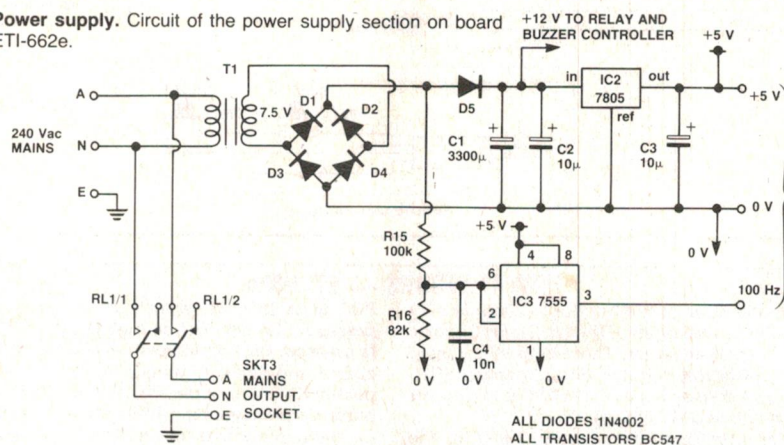 Power supply. Circuit of the power supply section on board
ETI-662e.
+12 V TO RELAY AND
BUZZER CONTROLLER
+5 V
T1
A
7.5 V
D1
D2
D5
in
IC2
7805
out
ref
+5 V
240 Vac
MAINS
N
D3
D4
C1
3300µ
+
C2
10µ
+
C3
10µ
+
E
0 V
0 V
R15
100k
+5 V
4
8
6
2
IC3 7555
3
1
100 Hz
RL1/1
RL1/2
R16
82k
C4
10n
0 V
0 V
0 V
SKT3
A MAINS
N OUTPUT
E SOCKET
ALL DIODES 1N4002
ALL TRANSISTORS BC547